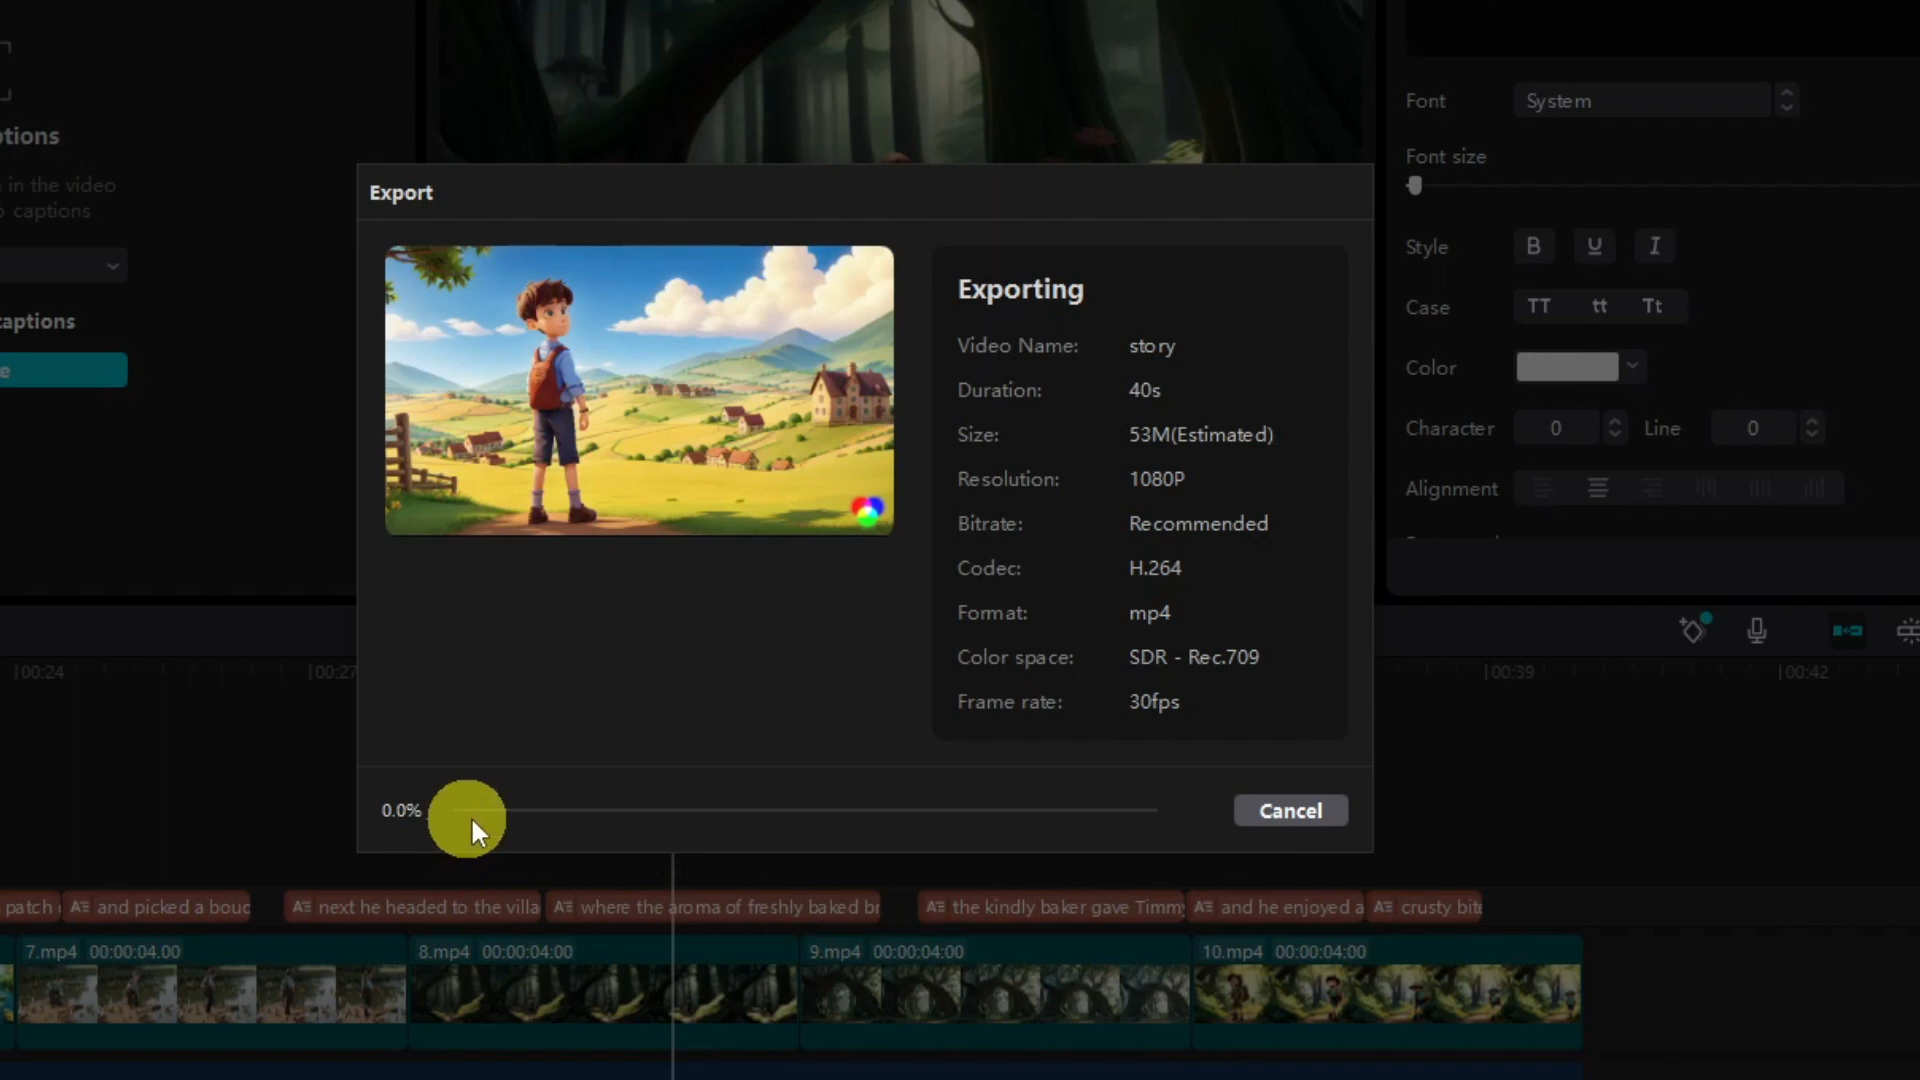 ptions
in the video
captions
captions
e
Export
Exporting
Video Name: story
Duration: 40s
Size: 53M(Estimated)
Resolution: 1080P
Bitrate: Recommended
Codec: H.264
Format: mp4
Color space: SDR - Rec.709
Frame rate: 30fps
0.0%
Cancel
Font System
Font size
Style B U I
Case TT tt Tt
Color
Character 0 Line 0
Alignment
00:24 00:27 00:39 00:42
patch
and picked a bouc
next he headed to the villa
where the aroma of freshly baked br
the kindly baker gave Timmy
and he enjoyed a
crusty bite
7.mp4 00:00:04.00
8.mp4 00:00:04:00
9.mp4 00:00:04:00
10.mp4 00:00:04:00